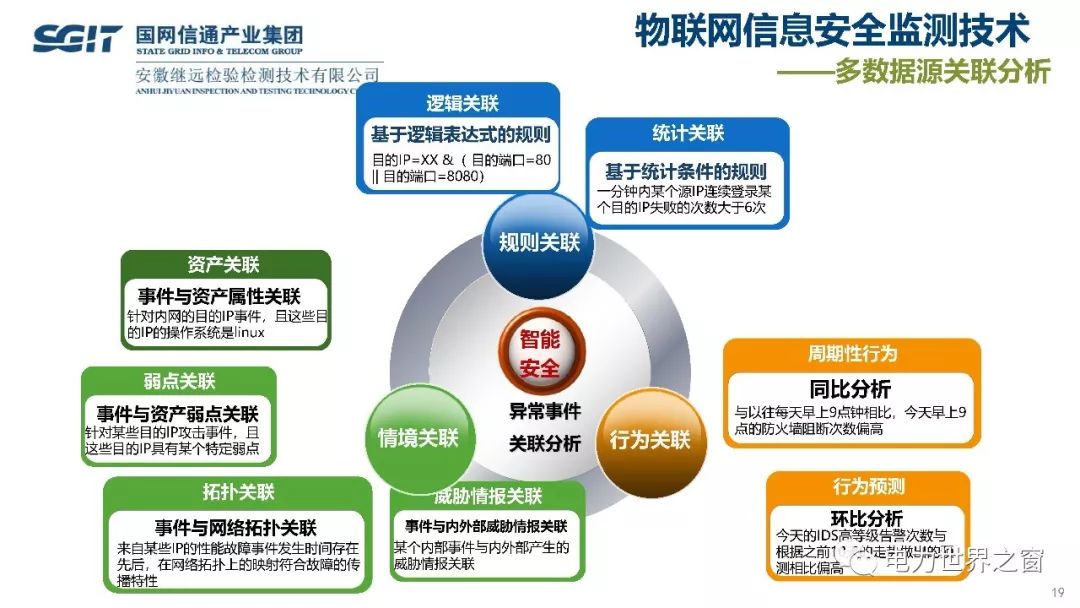 SGIT 国网信通产业集团
STATE GRID INFO & TELECOM GROUP
安徽继远检验检测技术有限公司
ANHUI JIYUAN INSPECTION AND TESTING TECHNOLOGY
物联网信息安全监测技术
——多数据源关联分析
逻辑关联
基于逻辑表达式的规则
目的IP=XX &（ 目的端口=80
|| 目的端口=8080）
统计关联
基于统计条件的规则
一分钟内某个源IP连续登录某
个目的IP失败的次数大于6次
规则关联
资产关联
事件与资产属性关联
针对内网的目的IP事件，且这些目
的IP的操作系统是linux
智能
安全
异常事件
关联分析
周期性行为
同比分析
与以往每天早上9点钟相比，今天早上9
点的防火墙阻断次数偏高
弱点关联
事件与资产弱点关联
针对某些目的IP攻击事件，且
这些目的IP具有某个特定弱点
情境关联
行为关联
拓扑关联
事件与网络拓扑关联
来自某些IP的性能故障事件发生时间存在
先后，在网络拓扑上的映射符合故障的传
播特性
威胁情报关联
事件与内外部威胁情报关联
某个内部事件与内外部产生的
威胁情报关联
行为预测
环比分析
今天的IDS高等级告警次数与
根据之前10天的走势做出的预
测相比偏高
电力世界之窗
19